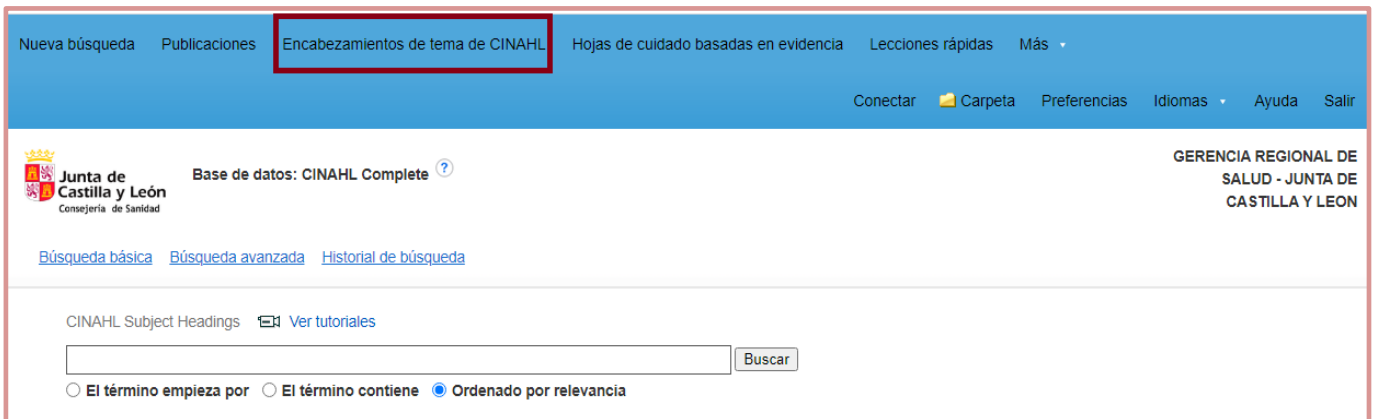 Nueva búsqueda Publicaciones Encabezamientos de tema de CINAHL Hojas de cuidado basadas en evidencia Lecciones rápidas Más
Conectar Carpeta Preferencias Idiomas Ayuda Salir
Junta de
Castilla y León
Consejería de Sanidad
Base de datos: CINAHL Complete ?
GERENCIA REGIONAL DE
SALUD - JUNTA DE
CASTILLA Y LEON
Búsqueda básica Búsqueda avanzada Historial de búsqueda
CINAHL Subject Headings Ver tutoriales
Buscar
El término empieza por El término contiene Ordenado por relevancia